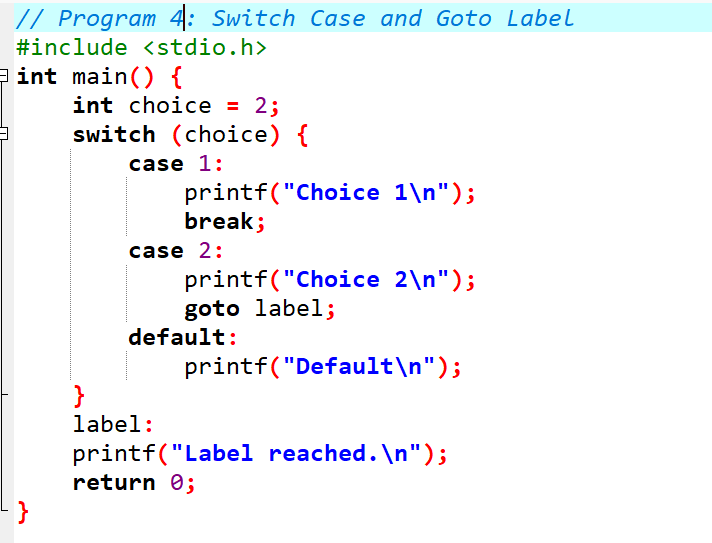 // Program 4: Switch Case and Goto Label
#include <stdio.h>
int main() {
    int choice = 2;
    switch (choice) {
        case 1:
            printf("Choice 1\n");
            break;
        case 2:
            printf("Choice 2\n");
            goto label;
        default:
            printf("Default\n");
    }
    label:
    printf("Label reached.\n");
    return 0;
}